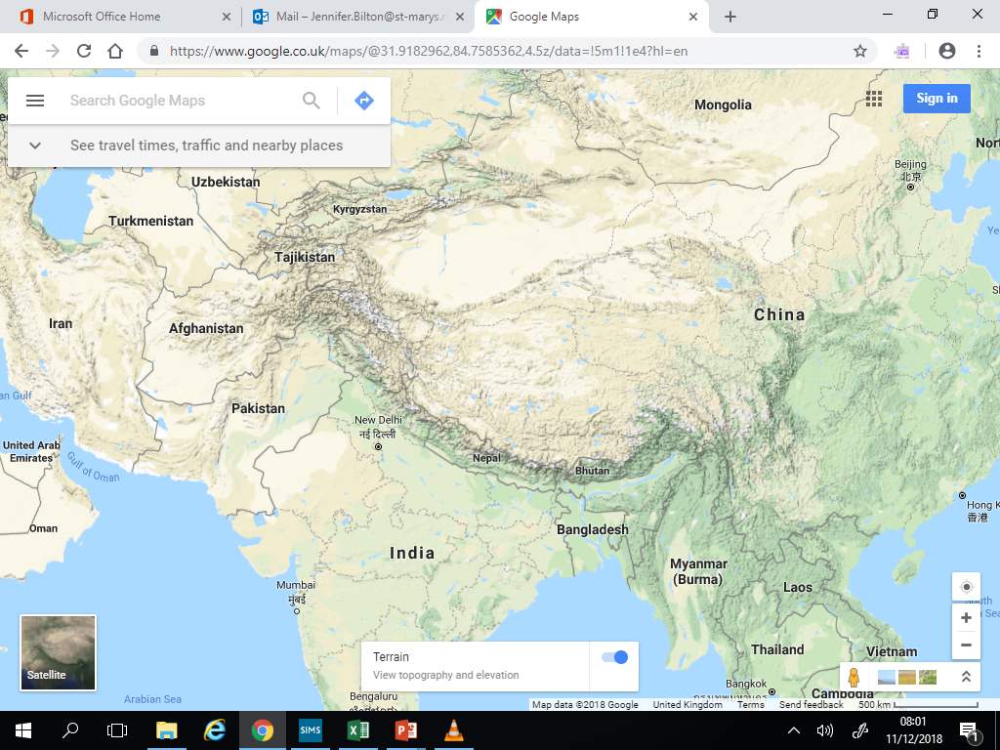 Microsoft Office Home
Mail – Jennifer.Bilton@st-marys.
Google Maps
https://www.google.co.uk/maps/@31.9182962,84.7585362,4.5z/data=!5m1!1e4?hl=en
Search Google Maps
Sign in
See travel times, traffic and nearby places
Mongolia
Beijing
北京
Uzbekistan
Kyrgyzstan
Turkmenistan
Tajikistan
China
Iran
Afghanistan
Pakistan
New Delhi
नई दिल्ली
United Arab
Emirates
Gulf of Oman
Nepal
Bhutan
Hong K
香港
Oman
Bangladesh
India
Myanmar
(Burma)
Laos
Mumbai
मुंबई
Thailand
Vietnam
Terrain
View topography and elevation
Satellite
Bangkok
Cambodia
Bengaluru
Arabian Sea
Map data ©2018 Google
United Kingdom
Terms
Send feedback
500 km
SIMS
08:01
11/12/2018
1